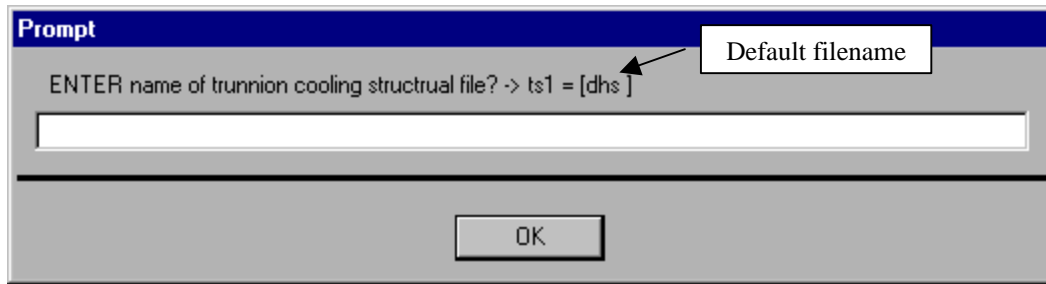 Prompt
Default filename
ENTER name of trunnion cooling structrual file? -> ts1 = [dhs ]
OK